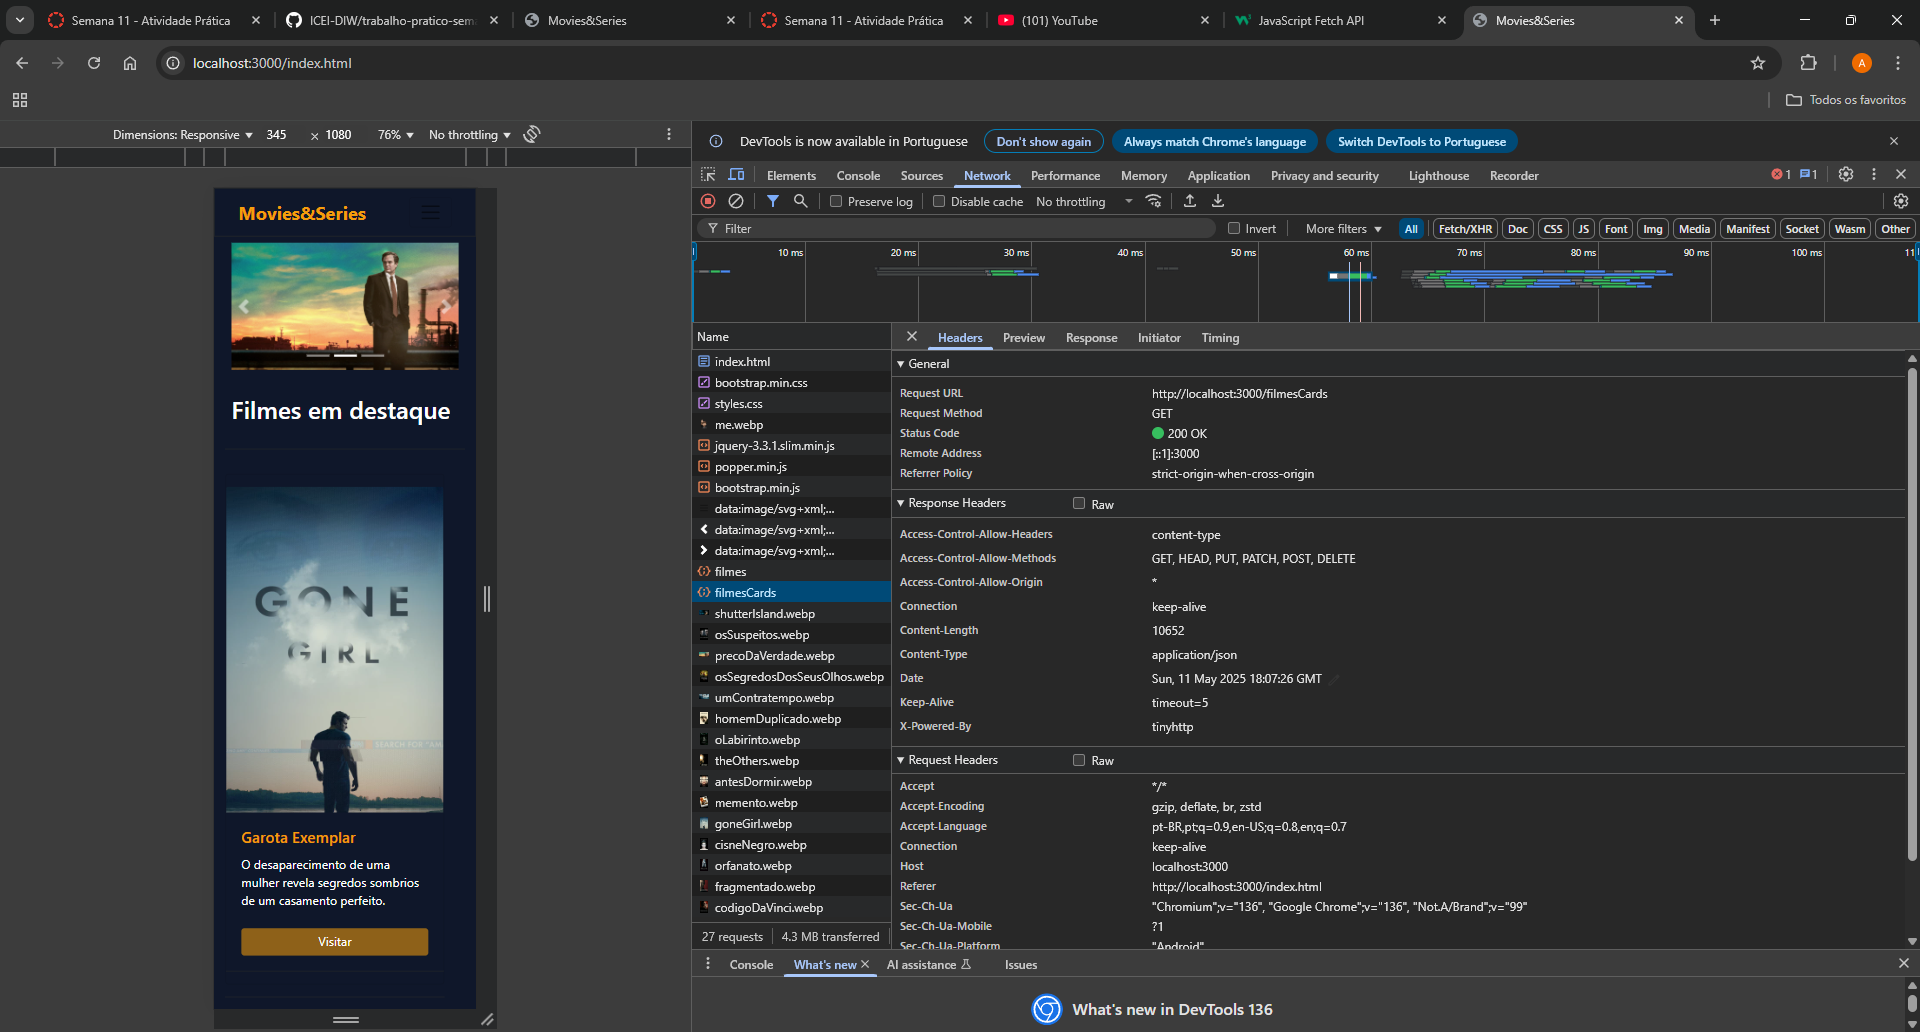 Semana 11 - Atividade Prática
ICEI-DIW/trabalho-pratico-sem
Movies&Series
Semana 11 - Atividade Prática
(101) YouTube
JavaScript Fetch API
Movies&Series
localhost:3000/index.html
A
Todos os favoritos
Dimensions: Responsive 345 × 1080 76% No throttling
DevTools is now available in Portuguese Don't show again Always match Chrome's language Switch DevTools to Portuguese
Elements Console Sources Network Performance Memory Application Privacy and security Lighthouse Recorder 1 1
Preserve log Disable cache No throttling
Filter Invert More filters All Fetch/XHR Doc CSS JS Font Img Media Manifest Socket Wasm Other
10 ms 20 ms 30 ms 40 ms 50 ms 60 ms 70 ms 80 ms 90 ms 100 ms 11
Movies&Series
Filmes em destaque
GONE
GIRL
Garota Exemplar
O desaparecimento de uma
mulher revela segredos sombrios
de um casamento perfeito.
Visitar
Name
index.html
bootstrap.min.css
styles.css
me.webp
jquery-3.3.1.slim.min.js
popper.min.js
bootstrap.min.js
data:image/svg+xml;...
data:image/svg+xml;...
data:image/svg+xml;...
filmes
filmesCards
shutterIsland.webp
osSuspeitos.webp
precoDaVerdade.webp
osSegredosDosSeusOlhos.webp
umContratempo.webp
homemDuplicado.webp
oLabirinto.webp
theOthers.webp
antesDormir.webp
memento.webp
goneGirl.webp
cisneNegro.webp
orfanato.webp
fragmentado.webp
codigoDaVinci.webp
27 requests 4.3 MB transferred
Headers Preview Response Initiator Timing
General
Request URL http://localhost:3000/filmesCards
Request Method GET
Status Code 200 OK
Remote Address [::1]:3000
Referrer Policy strict-origin-when-cross-origin
Response Headers Raw
Access-Control-Allow-Headers content-type
Access-Control-Allow-Methods GET, HEAD, PUT, PATCH, POST, DELETE
Access-Control-Allow-Origin *
Connection keep-alive
Content-Length 10652
Content-Type application/json
Date Sun, 11 May 2025 18:07:26 GMT
Keep-Alive timeout=5
X-Powered-By tinyhttp
Request Headers Raw
Accept */*
Accept-Encoding gzip, deflate, br, zstd
Accept-Language pt-BR,pt;q=0.9,en-US;q=0.8,en;q=0.7
Connection keep-alive
Host localhost:3000
Referer http://localhost:3000/index.html
Sec-Ch-Ua "Chromium";v="136", "Google Chrome";v="136", "Not.A/Brand";v="99"
Sec-Ch-Ua-Mobile ?1
Sec-Ch-Ua-Platform "Android"
Console What's new AI assistance Issues
What's new in DevTools 136